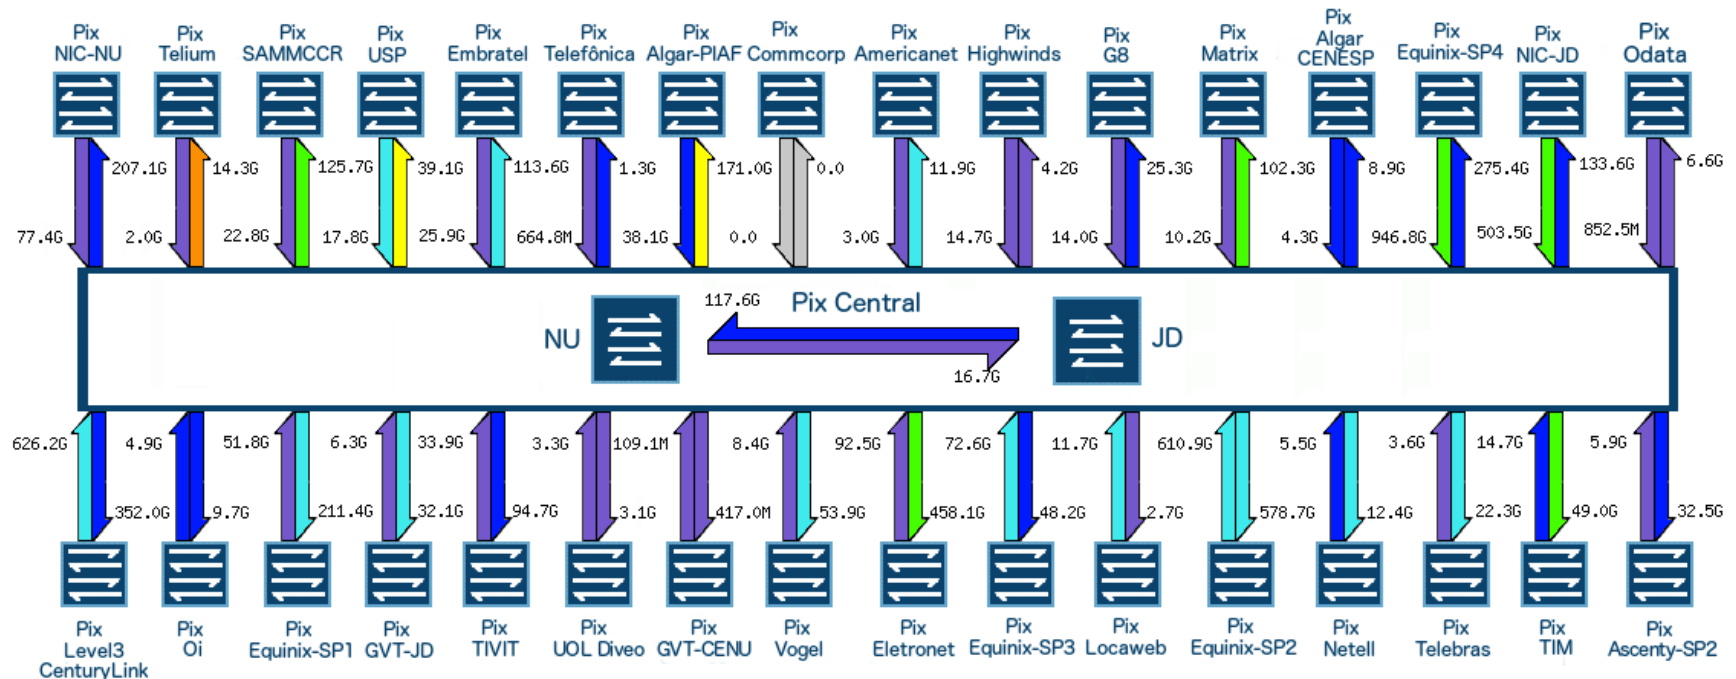 Pix
NIC-NU
Pix
Telium
Pix
SAMMCCR
Pix
USP
Pix
Embratel
Pix
Telefônica
Pix
Algar-PIAF
Pix
Commcorp
Pix
Americanet
Pix
Highwinds
Pix
G8
Pix
Matrix
Pix
Algar
CENESP
Pix
Equinix-SP4
Pix
NIC-JD
Pix
Odata
207.1G 14.3G 125.7G 39.1G 113.6G 1.3G 171.0G 0.0 11.9G 4.2G 25.3G 102.3G 8.9G 275.4G 133.6G 6.6G
77.4G 2.0G 22.8G 17.8G 25.9G 664.8M 38.1G 0.0 3.0G 14.7G 14.0G 10.2G 4.3G 946.8G 503.5G 852.5M
117.6G Pix Central
NU JD
16.7G
626.2G 4.9G 51.8G 6.3G 33.9G 3.3G 109.1M 8.4G 92.5G 72.6G 11.7G 610.9G 5.5G 3.6G 14.7G 5.9G
352.0G 9.7G 211.4G 32.1G 94.7G 3.1G 417.0M 53.9G 458.1G 48.2G 2.7G 578.7G 12.4G 22.3G 49.0G 32.5G
Pix
Level3
CenturyLink
Pix
Oi
Pix
Equinix-SP1
Pix
GVT-JD
Pix
TIVIT
Pix
UOL Diveo
Pix
GVT-CENU
Pix
Vogel
Pix
Eletronet
Pix
Equinix-SP3
Pix
Locaweb
Pix
Equinix-SP2
Pix
Netell
Pix
Telebras
Pix
TIM
Pix
Ascenty-SP2